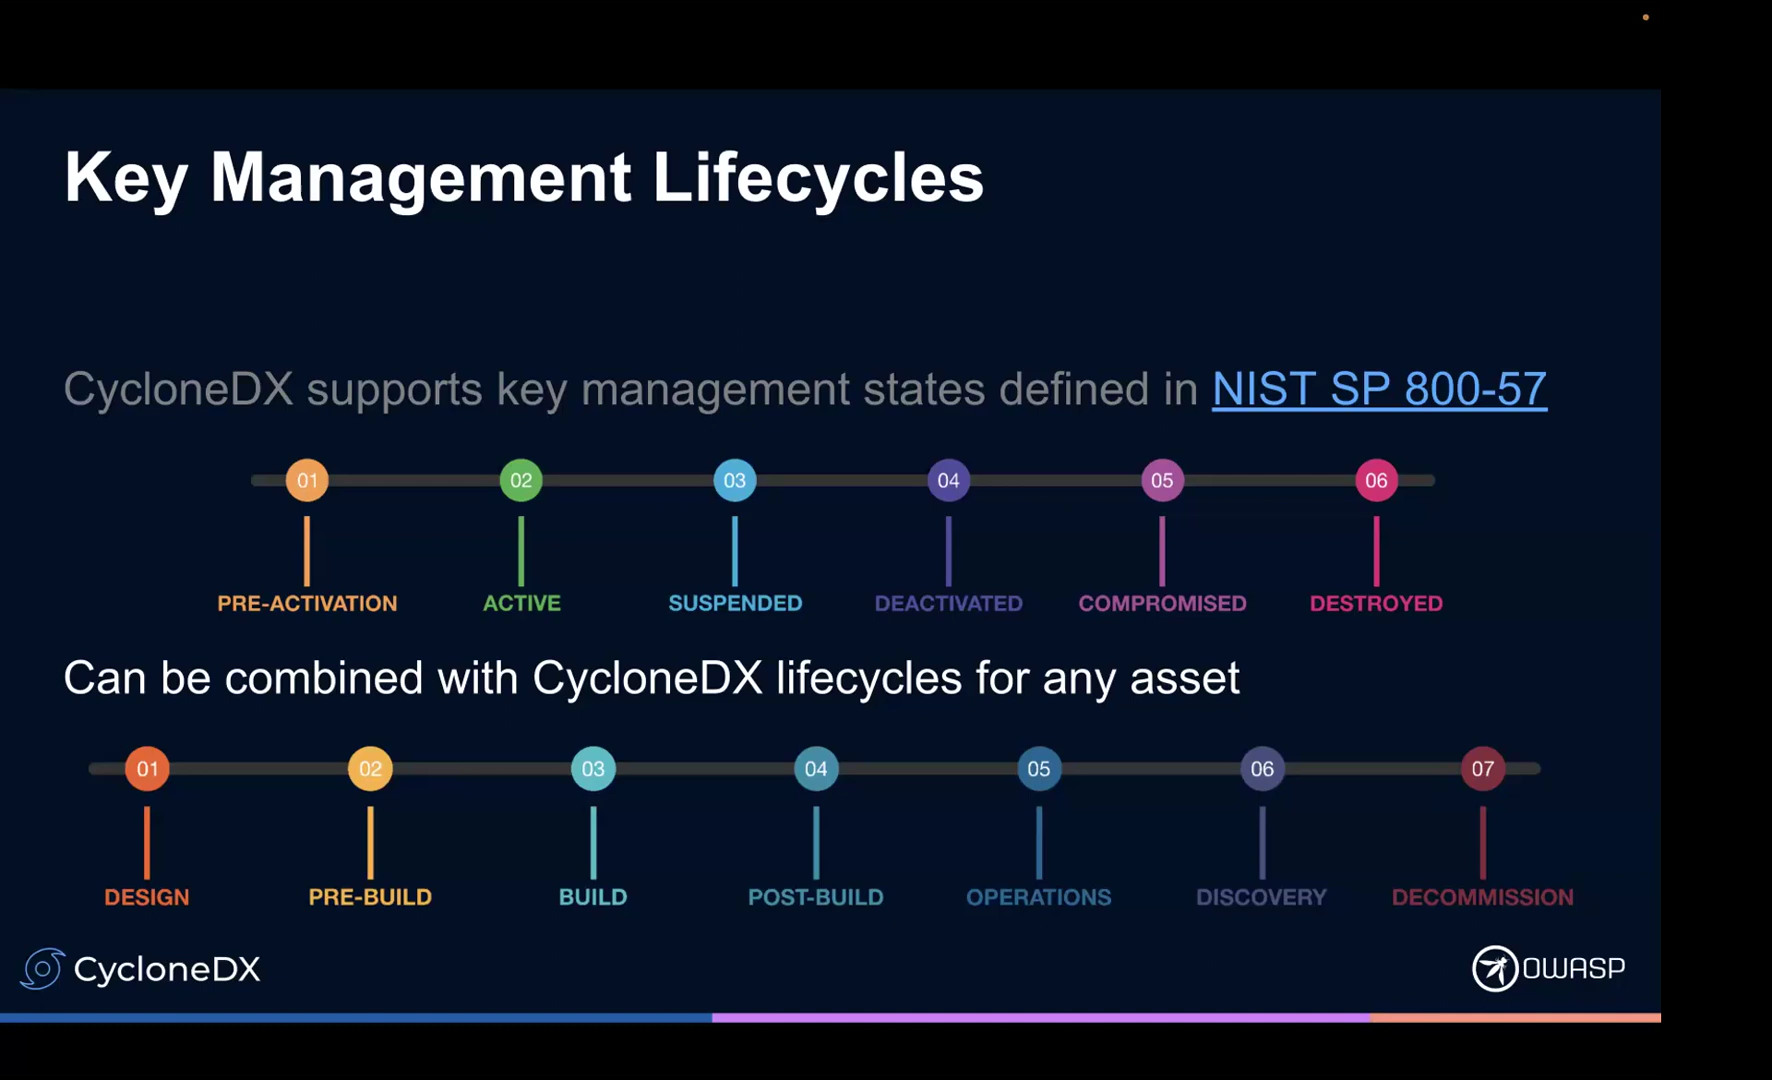 Key Management Lifecycles
CycloneDX supports key management states defined in NIST SP 800-57
01 02 03 04 05 06
PRE-ACTIVATION ACTIVE SUSPENDED DEACTIVATED COMPROMISED DESTROYED
Can be combined with CycloneDX lifecycles for any asset
01 02 03 04 05 06 07
DESIGN PRE-BUILD BUILD POST-BUILD OPERATIONS DISCOVERY DECOMMISSION
CycloneDX OWASP